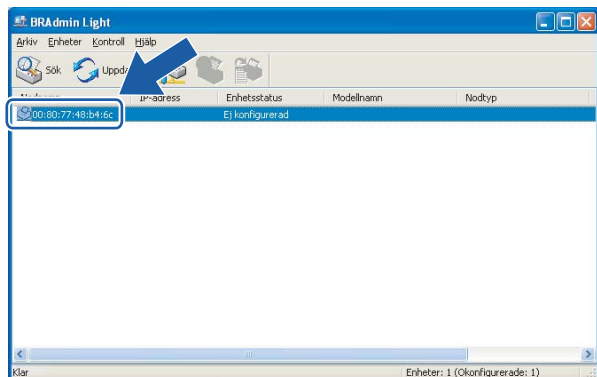 BRAdmin Light
Arkiv Enheter Kontroll Hjälp
Sök
IP-adress Enhetsstatus Modellnamn Nodtyp
00:80:77:48:b4:6c Ej konfigurerad
Klar Enheter: 1 (Okonfigurerade: 1)